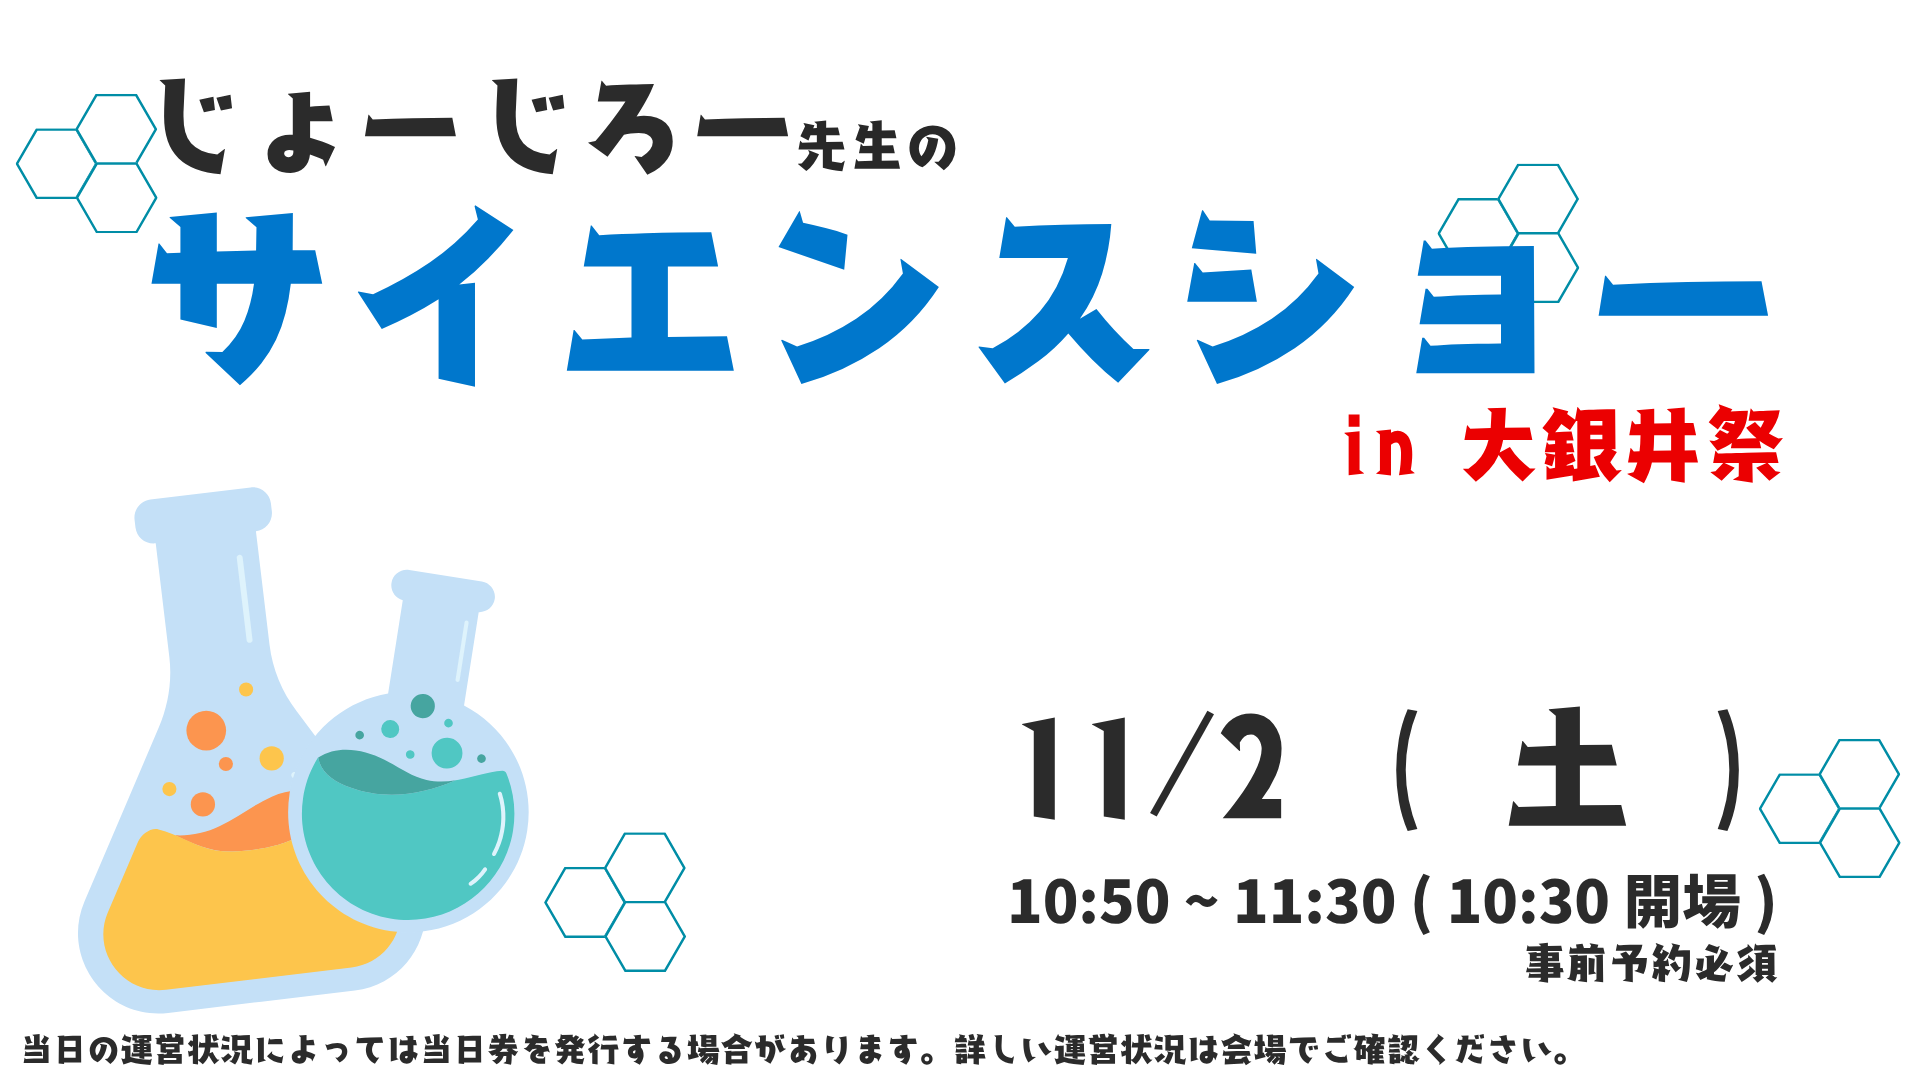 じょーじろー先生の
サイエンスショー
in 大銀井祭
11/2 (土)
10:50 ~ 11:30 ( 10:30 開場 )
事前予約必須
当日の運営状況によっては当日券を発行する場合があります。詳しい運営状況は会場でご確認ください。